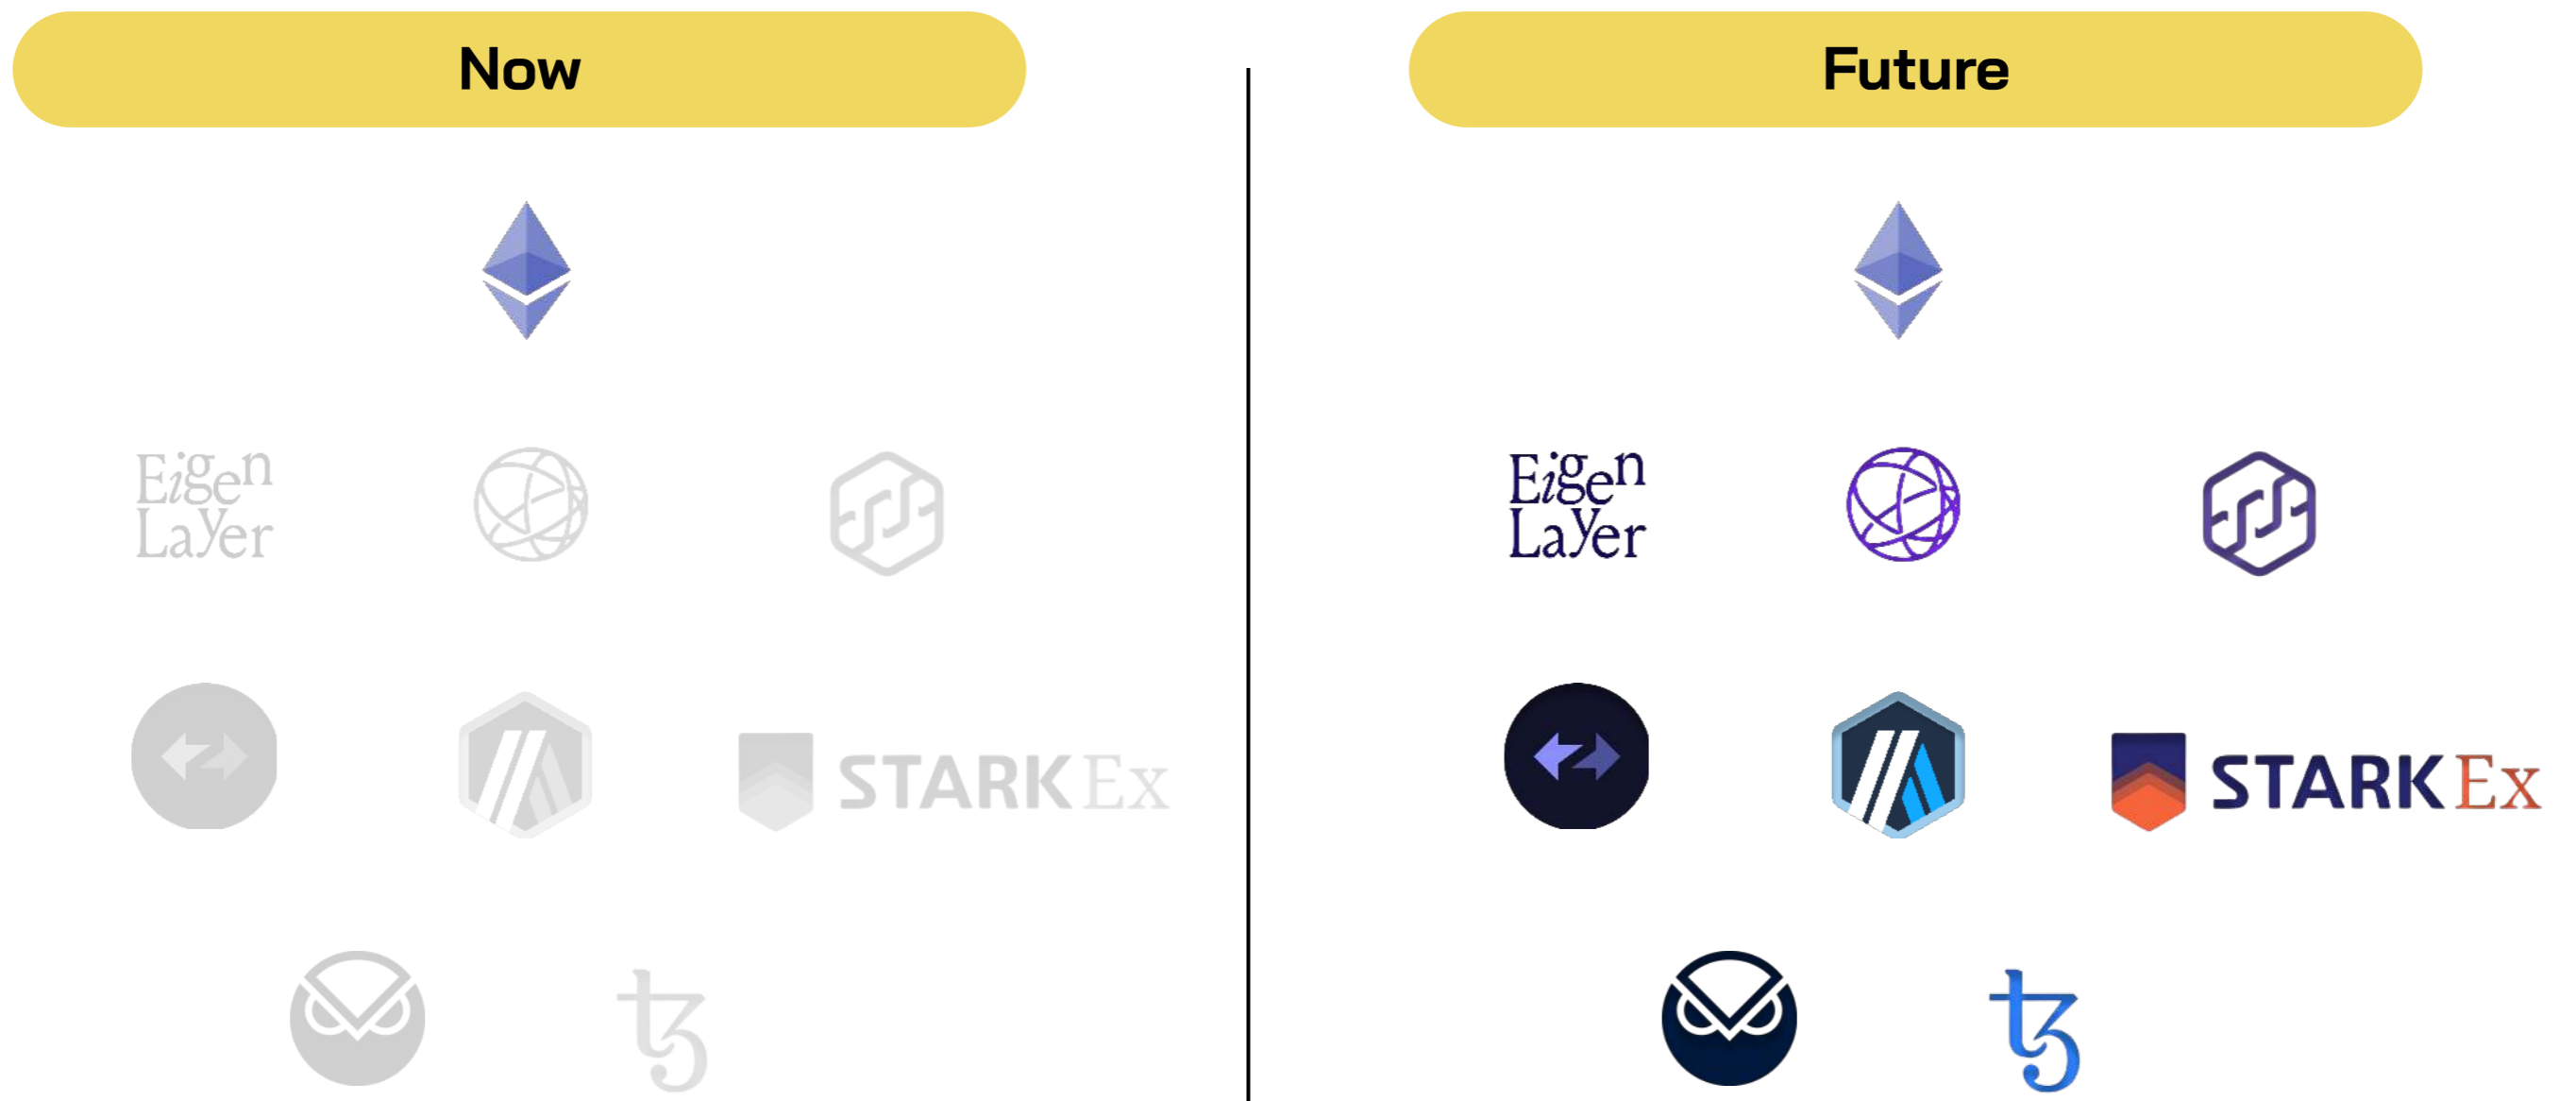 Now
Future
Eigen
Layer
STARKEx
Eigen
Layer
STARKEx